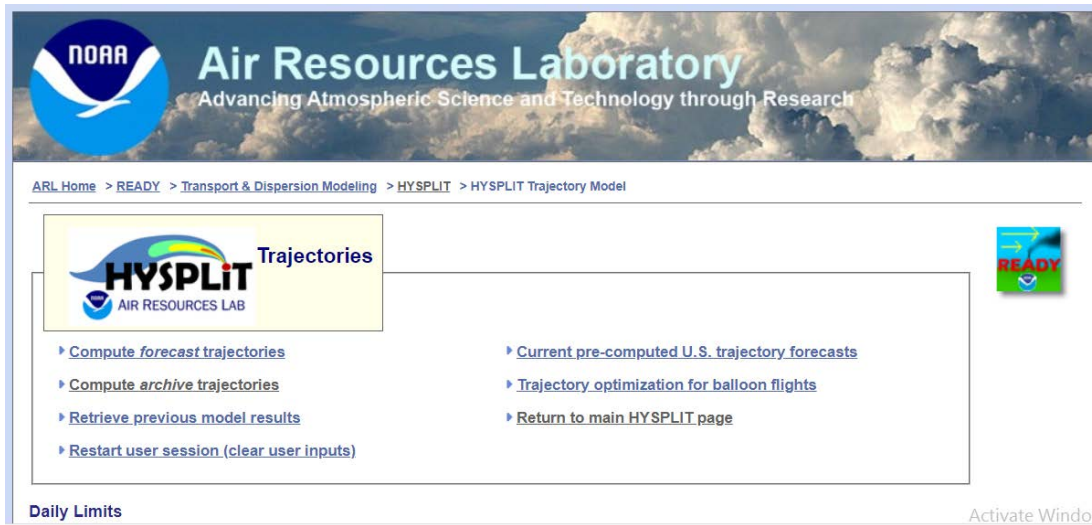 NOAA
Air Resources Laboratory
Advancing Atmospheric Science and Technology through Research
ARL Home > READY > Transport & Dispersion Modeling > HYSPLIT > HYSPLIT Trajectory Model
HYSPLiT
NOAA AIR RESOURCES LAB
Trajectories
READY
Compute forecast trajectories
Compute archive trajectories
Retrieve previous model results
Restart user session (clear user inputs)
Current pre-computed U.S. trajectory forecasts
Trajectory optimization for balloon flights
Return to main HYSPLIT page
Daily Limits
Activate Windo